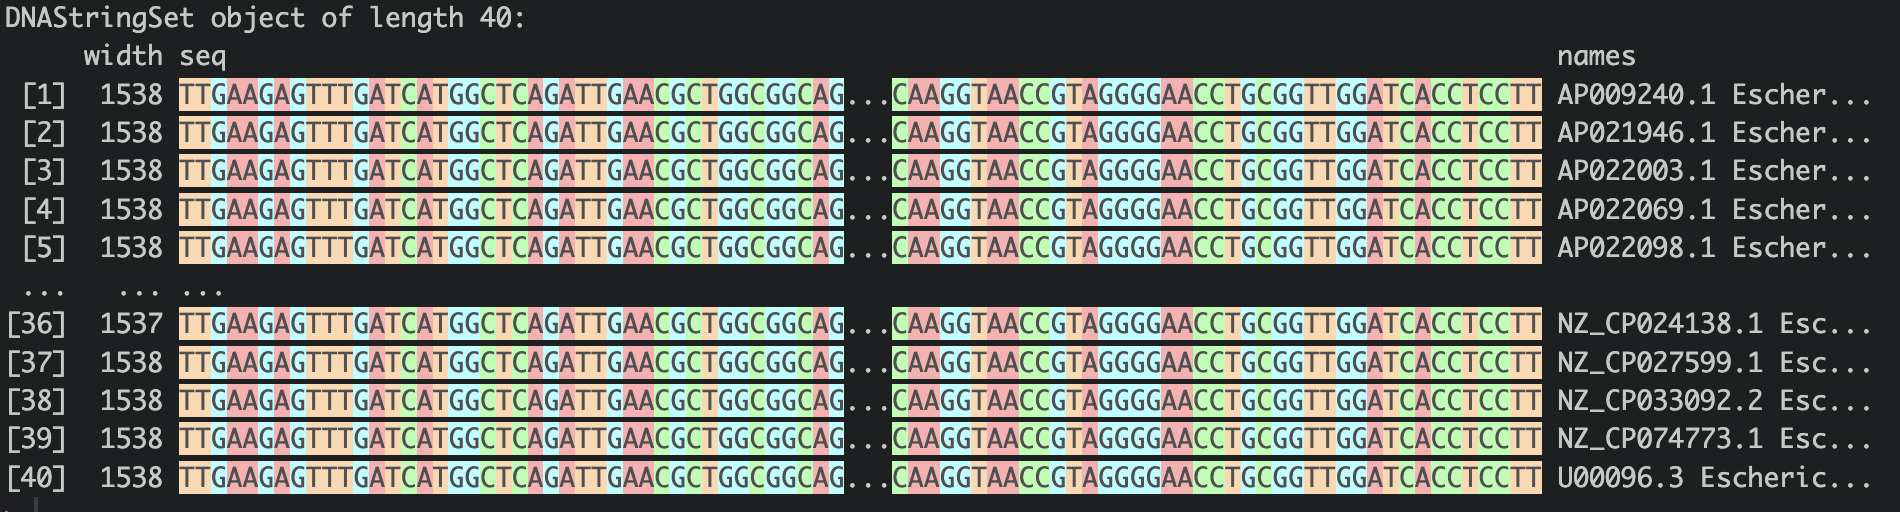 DNAStringSet object of length 40:
     width seq                                                                                   names
 [1]  1538 TTGAAGAGTTTGATCATGGCTCAGATTGAACGCTGGCGGCAG...CAAGGTAACCGTAGGGGAACCTGCGGTTGGATCACCTCCTT AP009240.1 Escher...
 [2]  1538 TTGAAGAGTTTGATCATGGCTCAGATTGAACGCTGGCGGCAG...CAAGGTAACCGTAGGGGAACCTGCGGTTGGATCACCTCCTT AP021946.1 Escher...
 [3]  1538 TTGAAGAGTTTGATCATGGCTCAGATTGAACGCTGGCGGCAG...CAAGGTAACCGTAGGGGAACCTGCGGTTGGATCACCTCCTT AP022003.1 Escher...
 [4]  1538 TTGAAGAGTTTGATCATGGCTCAGATTGAACGCTGGCGGCAG...CAAGGTAACCGTAGGGGAACCTGCGGTTGGATCACCTCCTT AP022069.1 Escher...
 [5]  1538 TTGAAGAGTTTGATCATGGCTCAGATTGAACGCTGGCGGCAG...CAAGGTAACCGTAGGGGAACCTGCGGTTGGATCACCTCCTT AP022098.1 Escher...
 ...   ... ...
[36]  1537 TTGAAGAGTTTGATCATGGCTCAGATTGAACGCTGGCGGCAG...CAAGGTAACCGTAGGGGAACCTGCGGTTGGATCACCTCCTT NZ_CP024138.1 Esc...
[37]  1538 TTGAAGAGTTTGATCATGGCTCAGATTGAACGCTGGCGGCAG...CAAGGTAACCGTAGGGGAACCTGCGGTTGGATCACCTCCTT NZ_CP027599.1 Esc...
[38]  1538 TTGAAGAGTTTGATCATGGCTCAGATTGAACGCTGGCGGCAG...CAAGGTAACCGTAGGGGAACCTGCGGTTGGATCACCTCCTT NZ_CP033092.2 Esc...
[39]  1538 TTGAAGAGTTTGATCATGGCTCAGATTGAACGCTGGCGGCAG...CAAGGTAACCGTAGGGGAACCTGCGGTTGGATCACCTCCTT NZ_CP074773.1 Esc...
[40]  1538 TTGAAGAGTTTGATCATGGCTCAGATTGAACGCTGGCGGCAG...CAAGGTAACCGTAGGGGAACCTGCGGTTGGATCACCTCCTT U00096.3 Escheric...